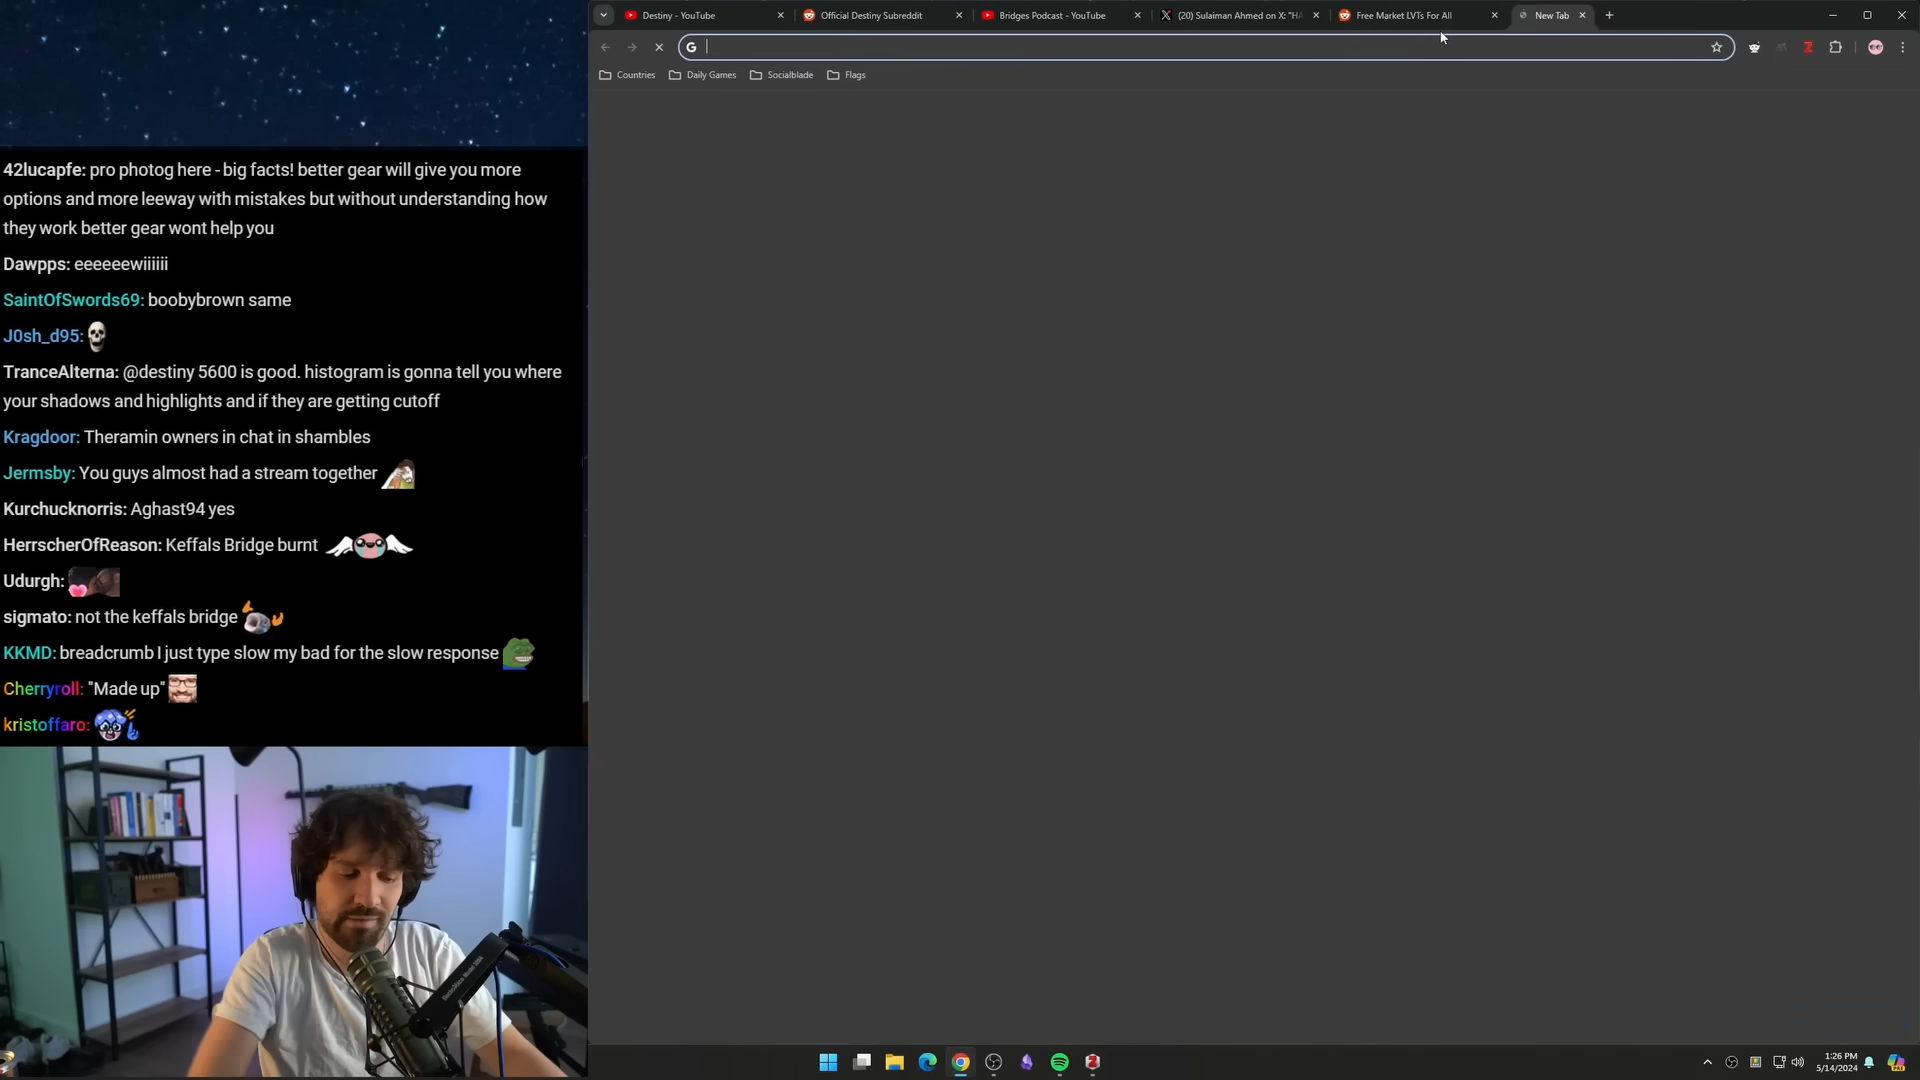 Destiny - YouTube
Official Destiny Subreddit
Bridges Podcast - YouTube
(20) Sulaiman Ahmed on X: "HA
Free Market LVTs For All
New Tab
Countries
Daily Games
Socialblade
Flags
42lucapfe: pro photog here - big facts! better gear will give you more
options and more leeway with mistakes but without understanding how
they work better gear wont help you
Dawpps: eeeeeewiiiiii
SaintOfSwords69: boobybrown same
J0sh_d95:
TranceAlterna: @destiny 5600 is good. histogram is gonna tell you where
your shadows and highlights and if they are getting cutoff
Kragdoor: Theramin owners in chat in shambles
Jermsby: You guys almost had a stream together
Kurchucknorris: Aghast94 yes
HerrscherOfReason: Keffals Bridge burnt
Udurgh:
sigmato: not the keffals bridge
KKMD: breadcrumb I just type slow my bad for the slow response
Cherryroll: "Made up"
kristoffaro:
1:26 PM
5/14/2024